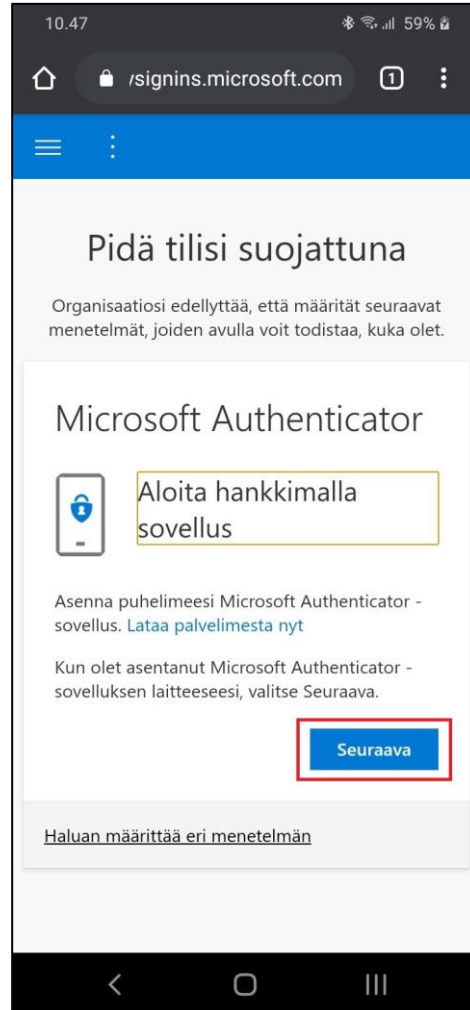 10.47 59%
/signins.microsoft.com 1
Pidä tilisi suojattuna
Organisaatiosi edellyttää, että määrität seuraavat
menetelmät, joiden avulla voit todistaa, kuka olet.
Microsoft Authenticator
Aloita hankkimalla
sovellus
Asenna puhelimeesi Microsoft Authenticator -
sovellus. Lataa palvelimesta nyt
Kun olet asentanut Microsoft Authenticator -
sovelluksen laitteeseesi, valitse Seuraava.
Seuraava
Haluan määrittää eri menetelmän